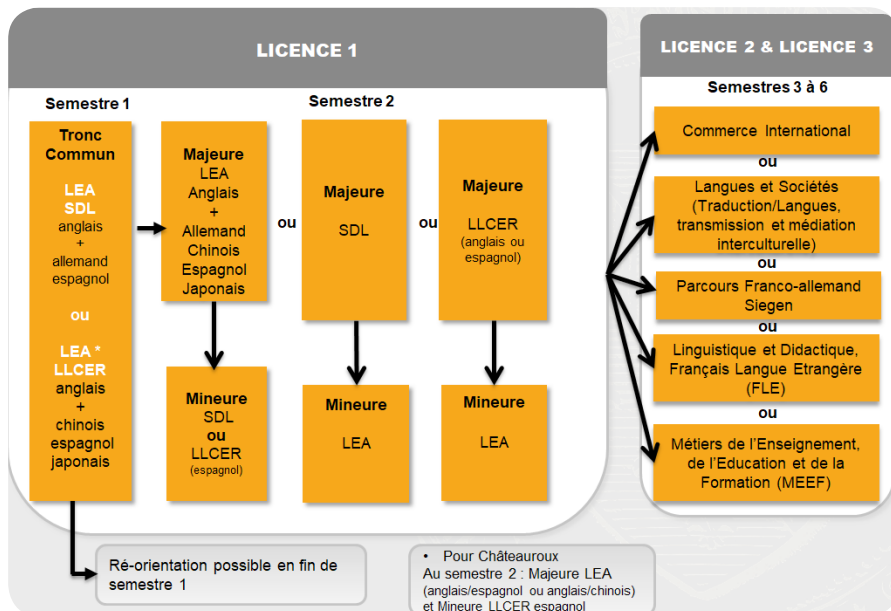 LICENCE 1
Semestre 1
Tronc
Commun
LEA
SDL
anglais
+
allemand
espagnol
ou
LEA *
LLCER
anglais
+
chinois
espagnol
japonais
Semestre 2
Majeure
LEA
Anglais
+
Allemand
Chinois
Espagnol
Japonais
ou
Majeure
SDL
ou
Majeure
LLCER
(anglais ou
espagnol)
Mineure
SDL
ou
LLCER
(espagnol)
Mineure
LEA
Mineure
LEA
Ré-orientation possible en fin de
semestre 1
• Pour Châteauroux
Au semestre 2 : Majeure LEA
(anglais/espagnol ou anglais/chinois)
et Mineure LLCER espagnol
LICENCE 2 & LICENCE 3
Semestres 3 à 6
Commerce International
ou
Langues et Sociétés
(Traduction/Langues,
transmission et médiation
interculturelle)
ou
Parcours Franco-allemand
Siegen
ou
Linguistique et Didactique,
Français Langue Etrangère
(FLE)
ou
Métiers de l'Enseignement,
de l'Education et de la
Formation (MEEF)